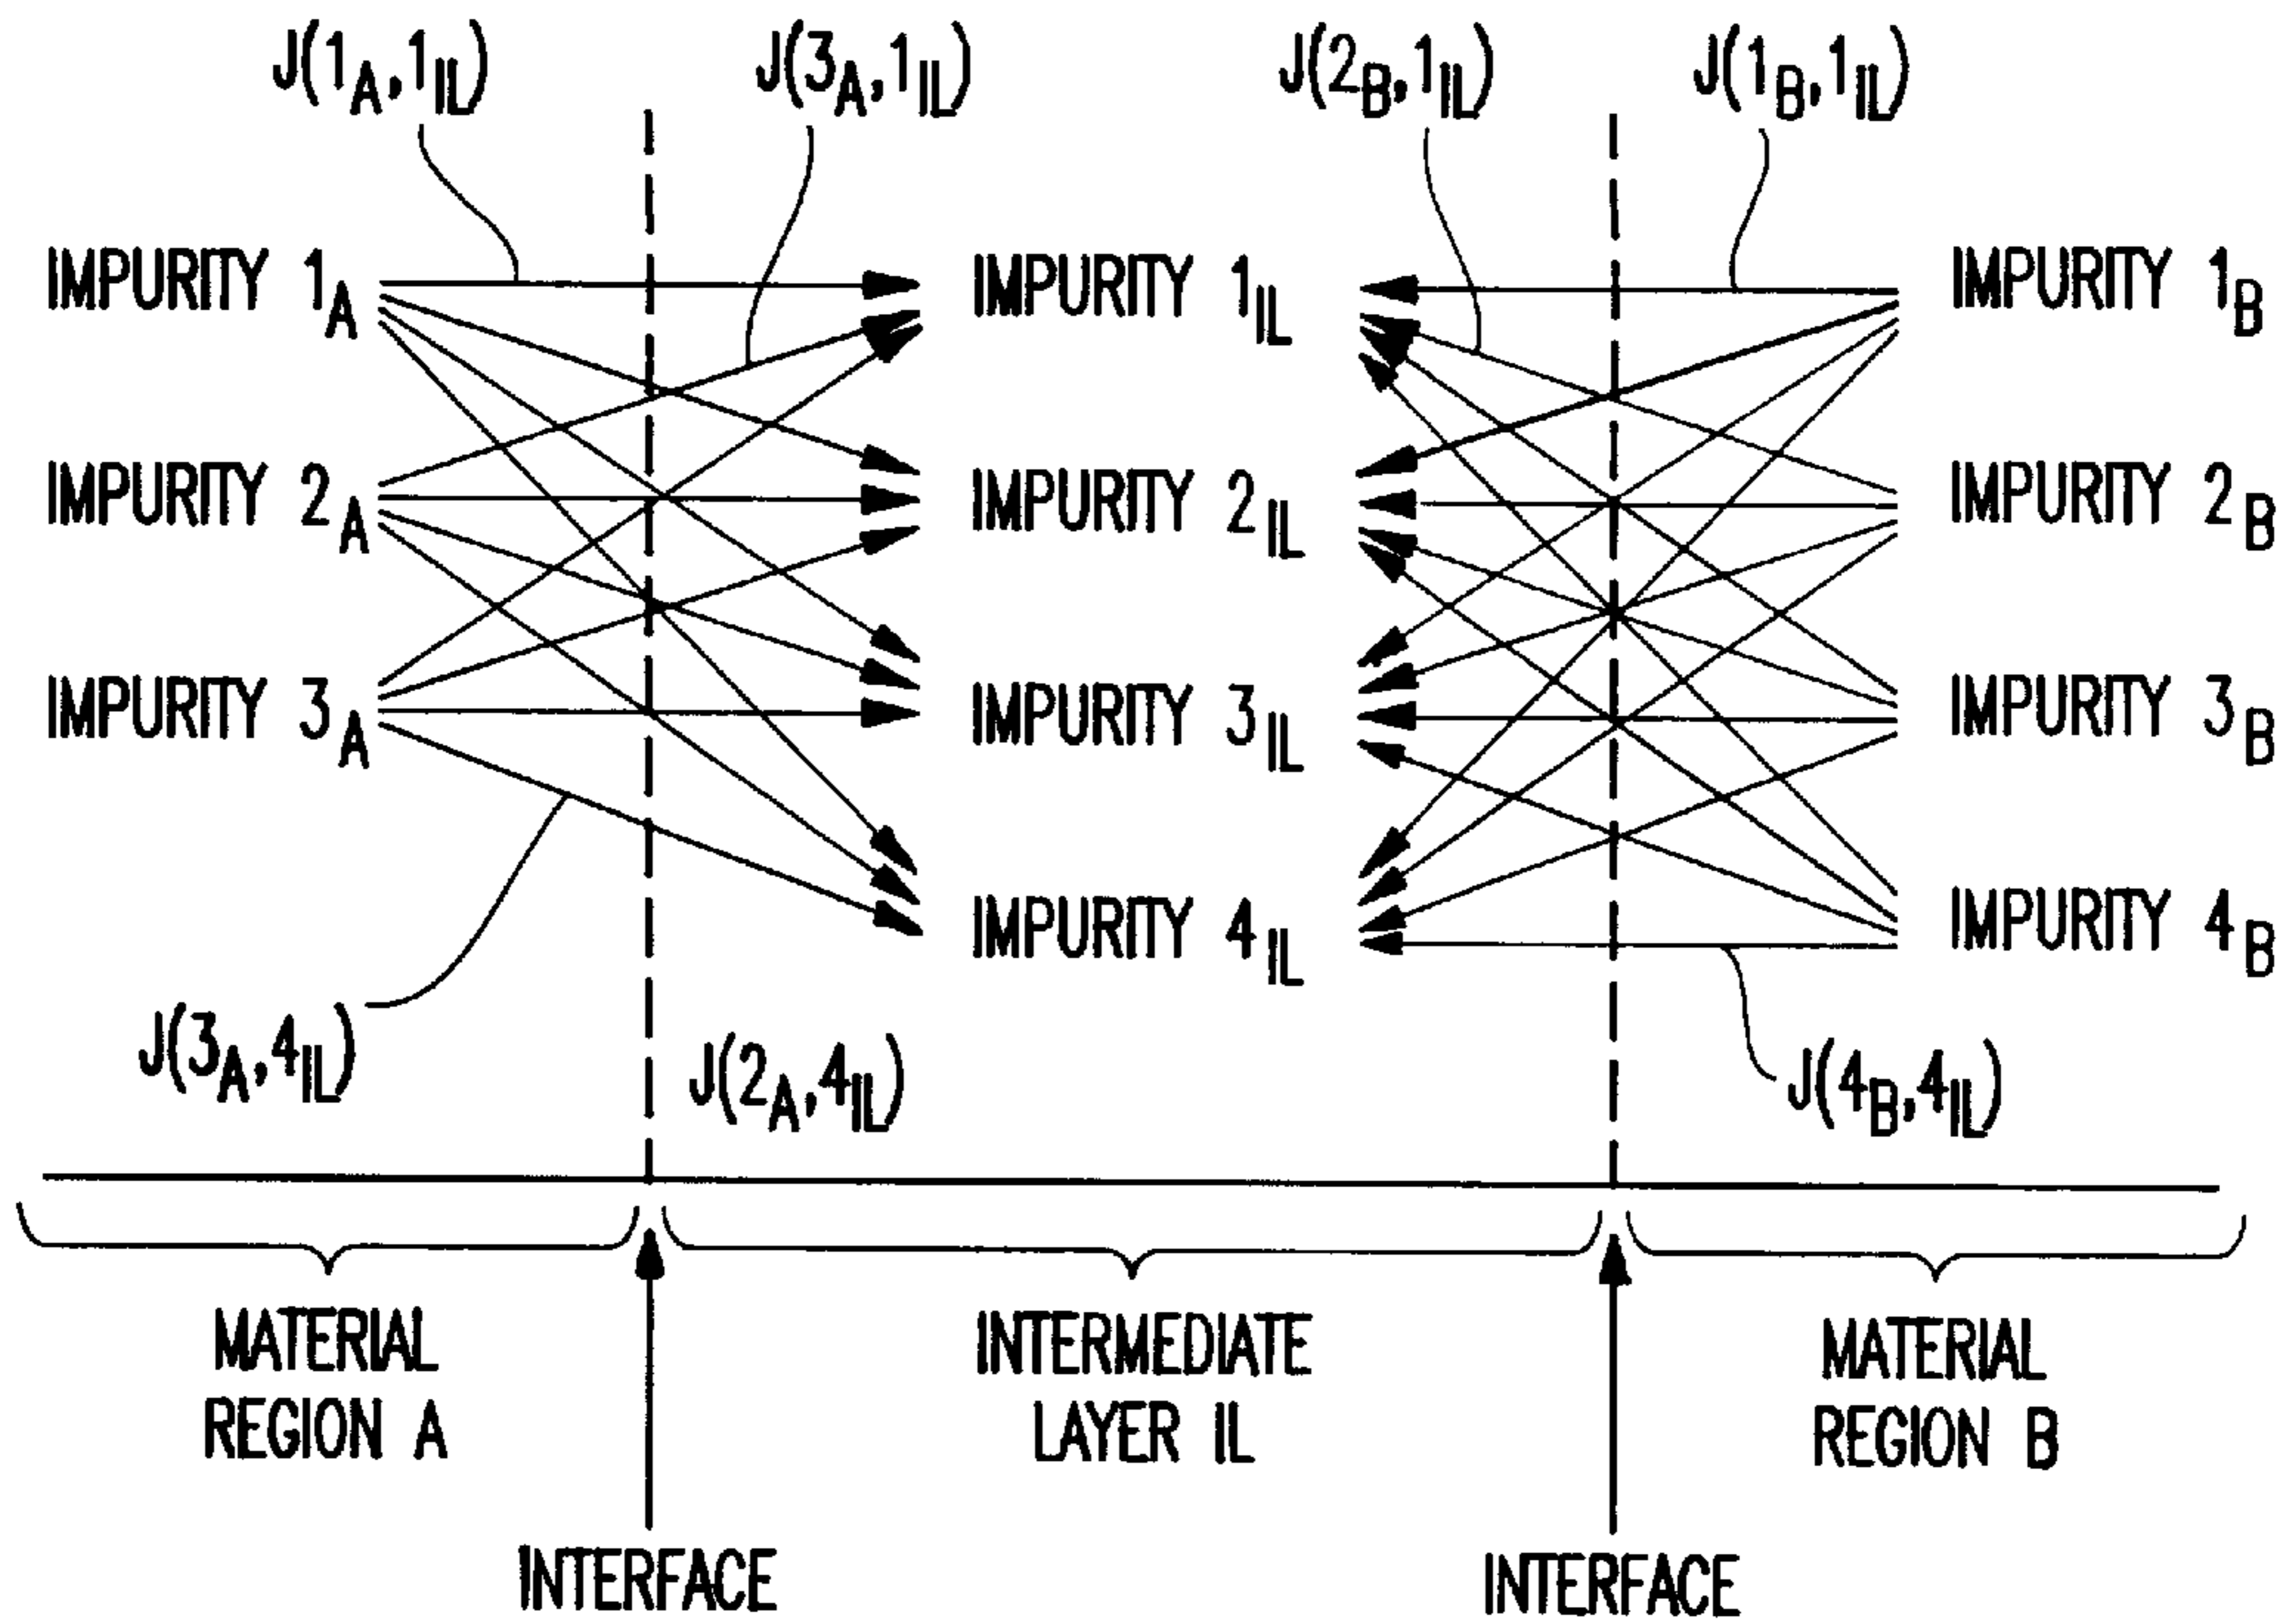 J(1A,1IL) J(3A,1IL) J(2B,1IL) J(1B,1IL)
IMPURITY 1A IMPURITY 1IL IMPURITY 1B
IMPURITY 2A IMPURITY 2IL IMPURITY 2B
IMPURITY 3A IMPURITY 3IL IMPURITY 3B
IMPURITY 4IL IMPURITY 4B
J(3A,4IL) J(2A,4IL) J(4B,4IL)
MATERIAL REGION A
INTERMEDIATE LAYER IL
MATERIAL REGION B
INTERFACE INTERFACE